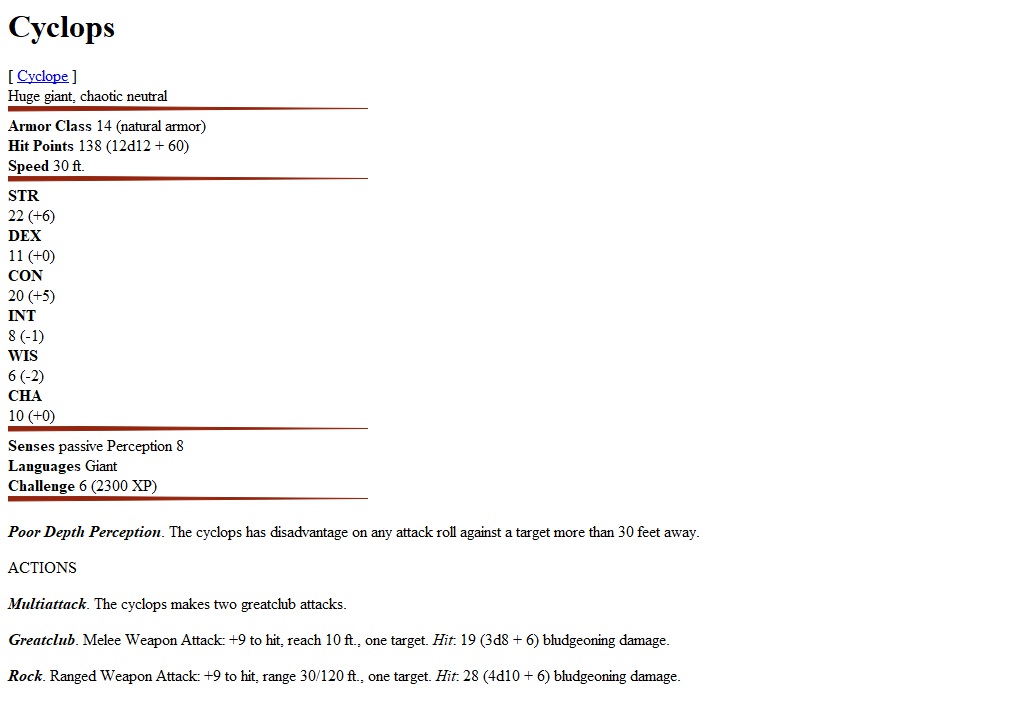 Cyclops
[ Cyclope ]
Huge giant, chaotic neutral
Armor Class 14 (natural armor)
Hit Points 138 (12d12 + 60)
Speed 30 ft.
STR
22 (+6)
DEX
11 (+0)
CON
20 (+5)
INT
8 (-1)
WIS
6 (-2)
CHA
10 (+0)
Senses passive Perception 8
Languages Giant
Challenge 6 (2300 XP)
Poor Depth Perception. The cyclops has disadvantage on any attack roll against a target more than 30 feet away.
ACTIONS
Multiattack. The cyclops makes two greatclub attacks.
Greatclub. Melee Weapon Attack: +9 to hit, reach 10 ft., one target. Hit: 19 (3d8 + 6) bludgeoning damage.
Rock. Ranged Weapon Attack: +9 to hit, range 30/120 ft., one target. Hit: 28 (4d10 + 6) bludgeoning damage.